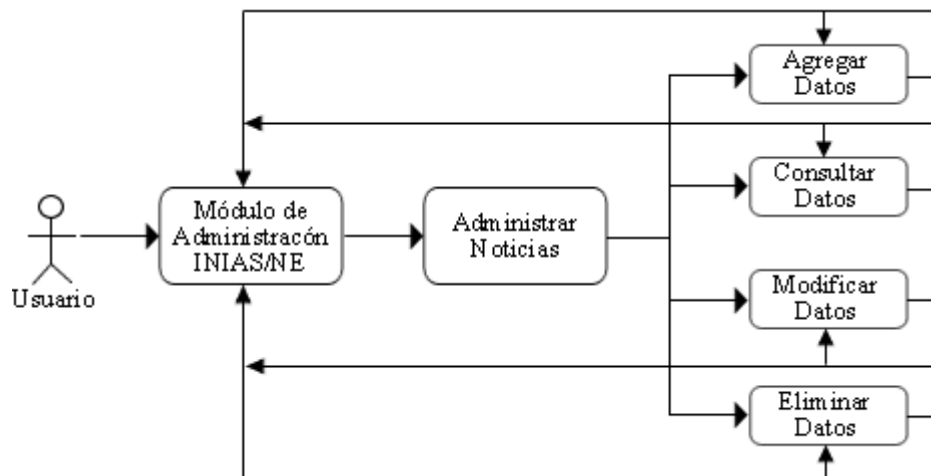 Agregar
Datos
Consultar
Datos
Módulo de
Administracón
INIAS/NE
Administrar
Noticias
Usuario
Modificar
Datos
Eliminar
Datos